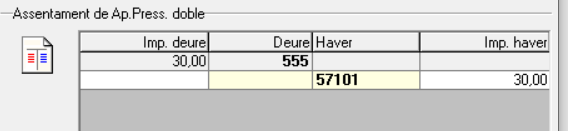 Assentament de Ap.Press. doble
Imp. deure Deure Haver Imp. haver
30,00 555
57101 30,00